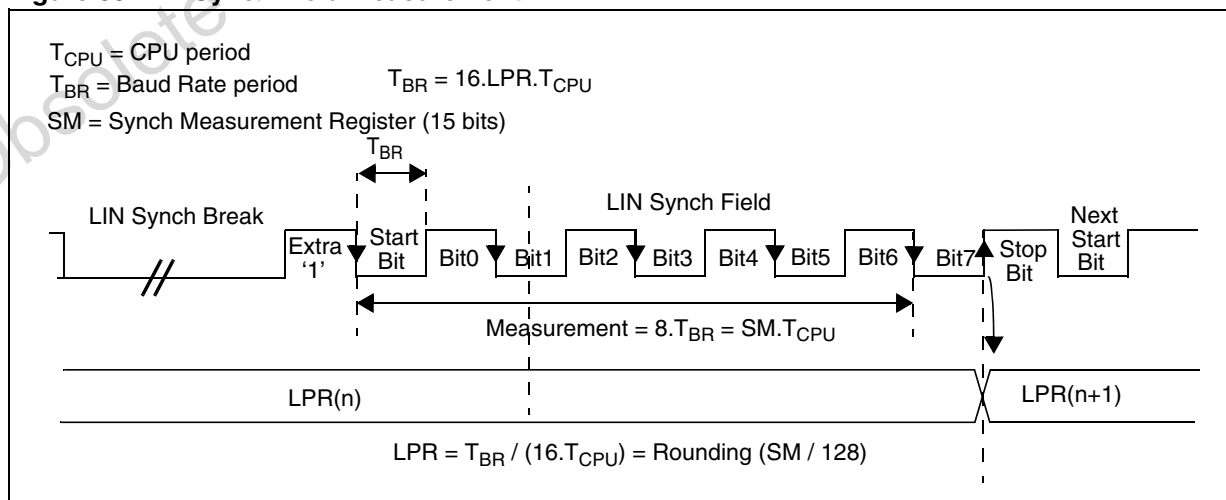 obsolete
T_CPU = CPU period
T_BR = Baud Rate period T_BR = 16.LPR.T_CPU
SM = Synch Measurement Register (15 bits)
T_BR
LIN Synch Break
LIN Synch Field
Next
Start
Bit
Extra
'1'
Start
Bit
Bit0
Bit1
Bit2
Bit3
Bit4
Bit5
Bit6
Bit7
Stop
Bit
Measurement = 8.T_BR = SM.T_CPU
LPR(n)
LPR(n+1)
LPR = T_BR / (16.T_CPU) = Rounding (SM / 128)